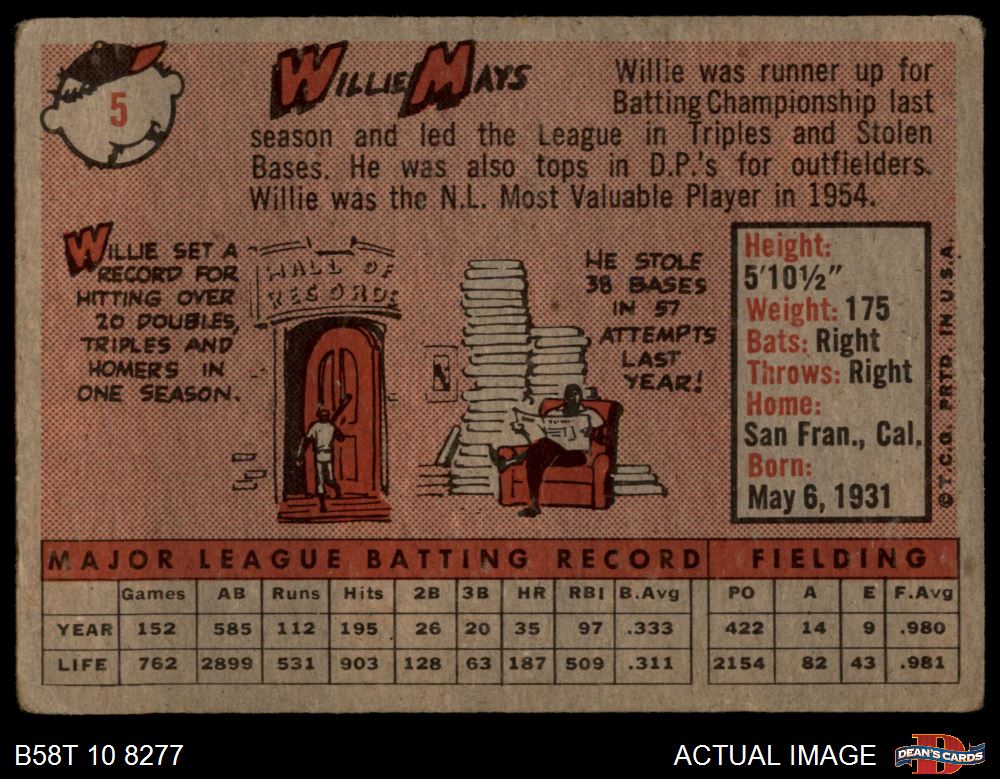 5
WILLIE MAYS
Willie was runner up for
Batting Championship last
season and led the League in Triples and Stolen
Bases. He was also tops in D.P.'s for outfielders.
Willie was the N.L. Most Valuable Player in 1954.
WILLIE SET A
RECORD FOR
HITTING OVER
20 DOUBLES,
TRIPLES AND
HOMERS IN
ONE SEASON.
HALL OF
RECORDS
HE STOLE
38 BASES
IN 57
ATTEMPTS
LAST
YEAR!
Height:
5'10½"
Weight: 175
Bats: Right
Throws: Right
Home:
San Fran., Cal.
Born:
May 6, 1931
© T.C.G. PRTD. IN U.S.A.
MAJOR LEAGUE BATTING RECORD FIELDING
Games AB Runs Hits 2B 3B HR RBI B.Avg PO A E F.Avg
YEAR 152 585 112 195 26 20 35 97 .333 422 14 9 .980
LIFE 762 2899 531 903 128 63 187 509 .311 2154 82 43 .981
B58T 10 8277
ACTUAL IMAGE
D
DEAN'S CARDS